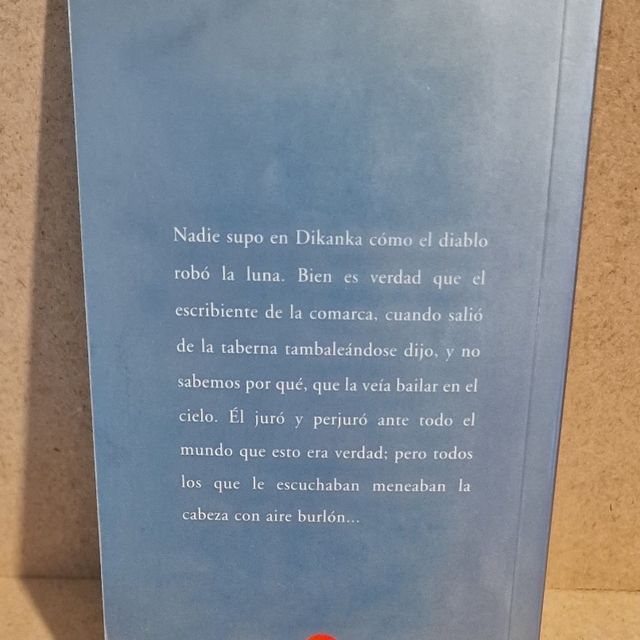 Nadie supo en Dikanka cómo el diablo
robó la luna. Bien es verdad que el
escribiente de la comarca, cuando salió
de la taberna tambaleándose dijo, y no
sabemos por qué, que la veía bailar en el
cielo. Él juró y perjuró ante todo el
mundo que esto era verdad; pero todos
los que le escuchaban meneaban la
cabeza con aire burlón...